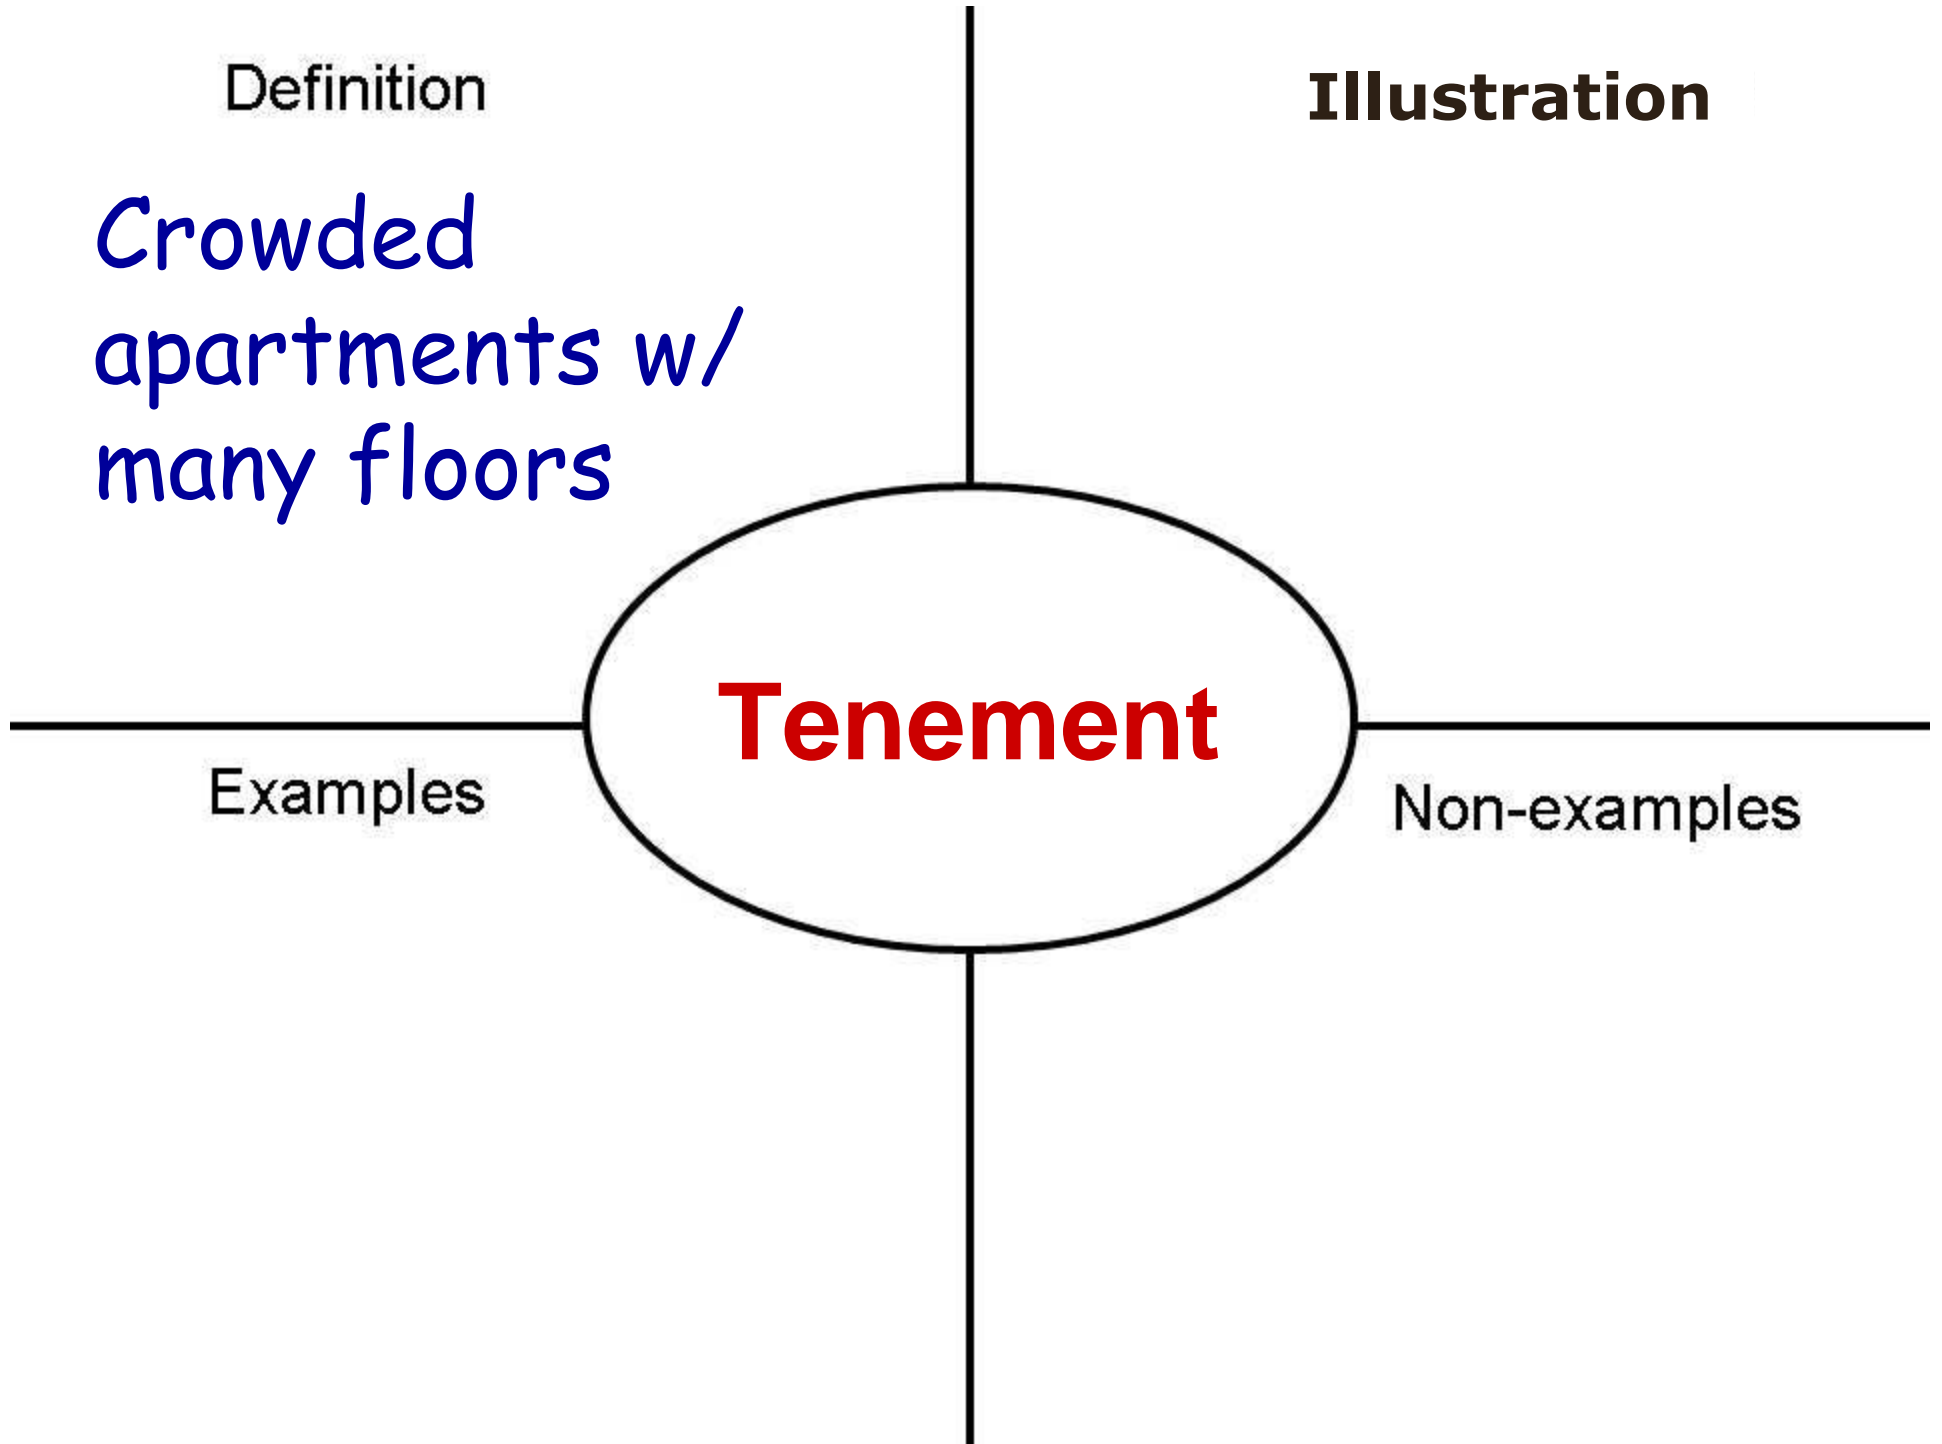 Definition
Illustration
Crowded
apartments w/
many floors
Tenement
Examples
Non-examples